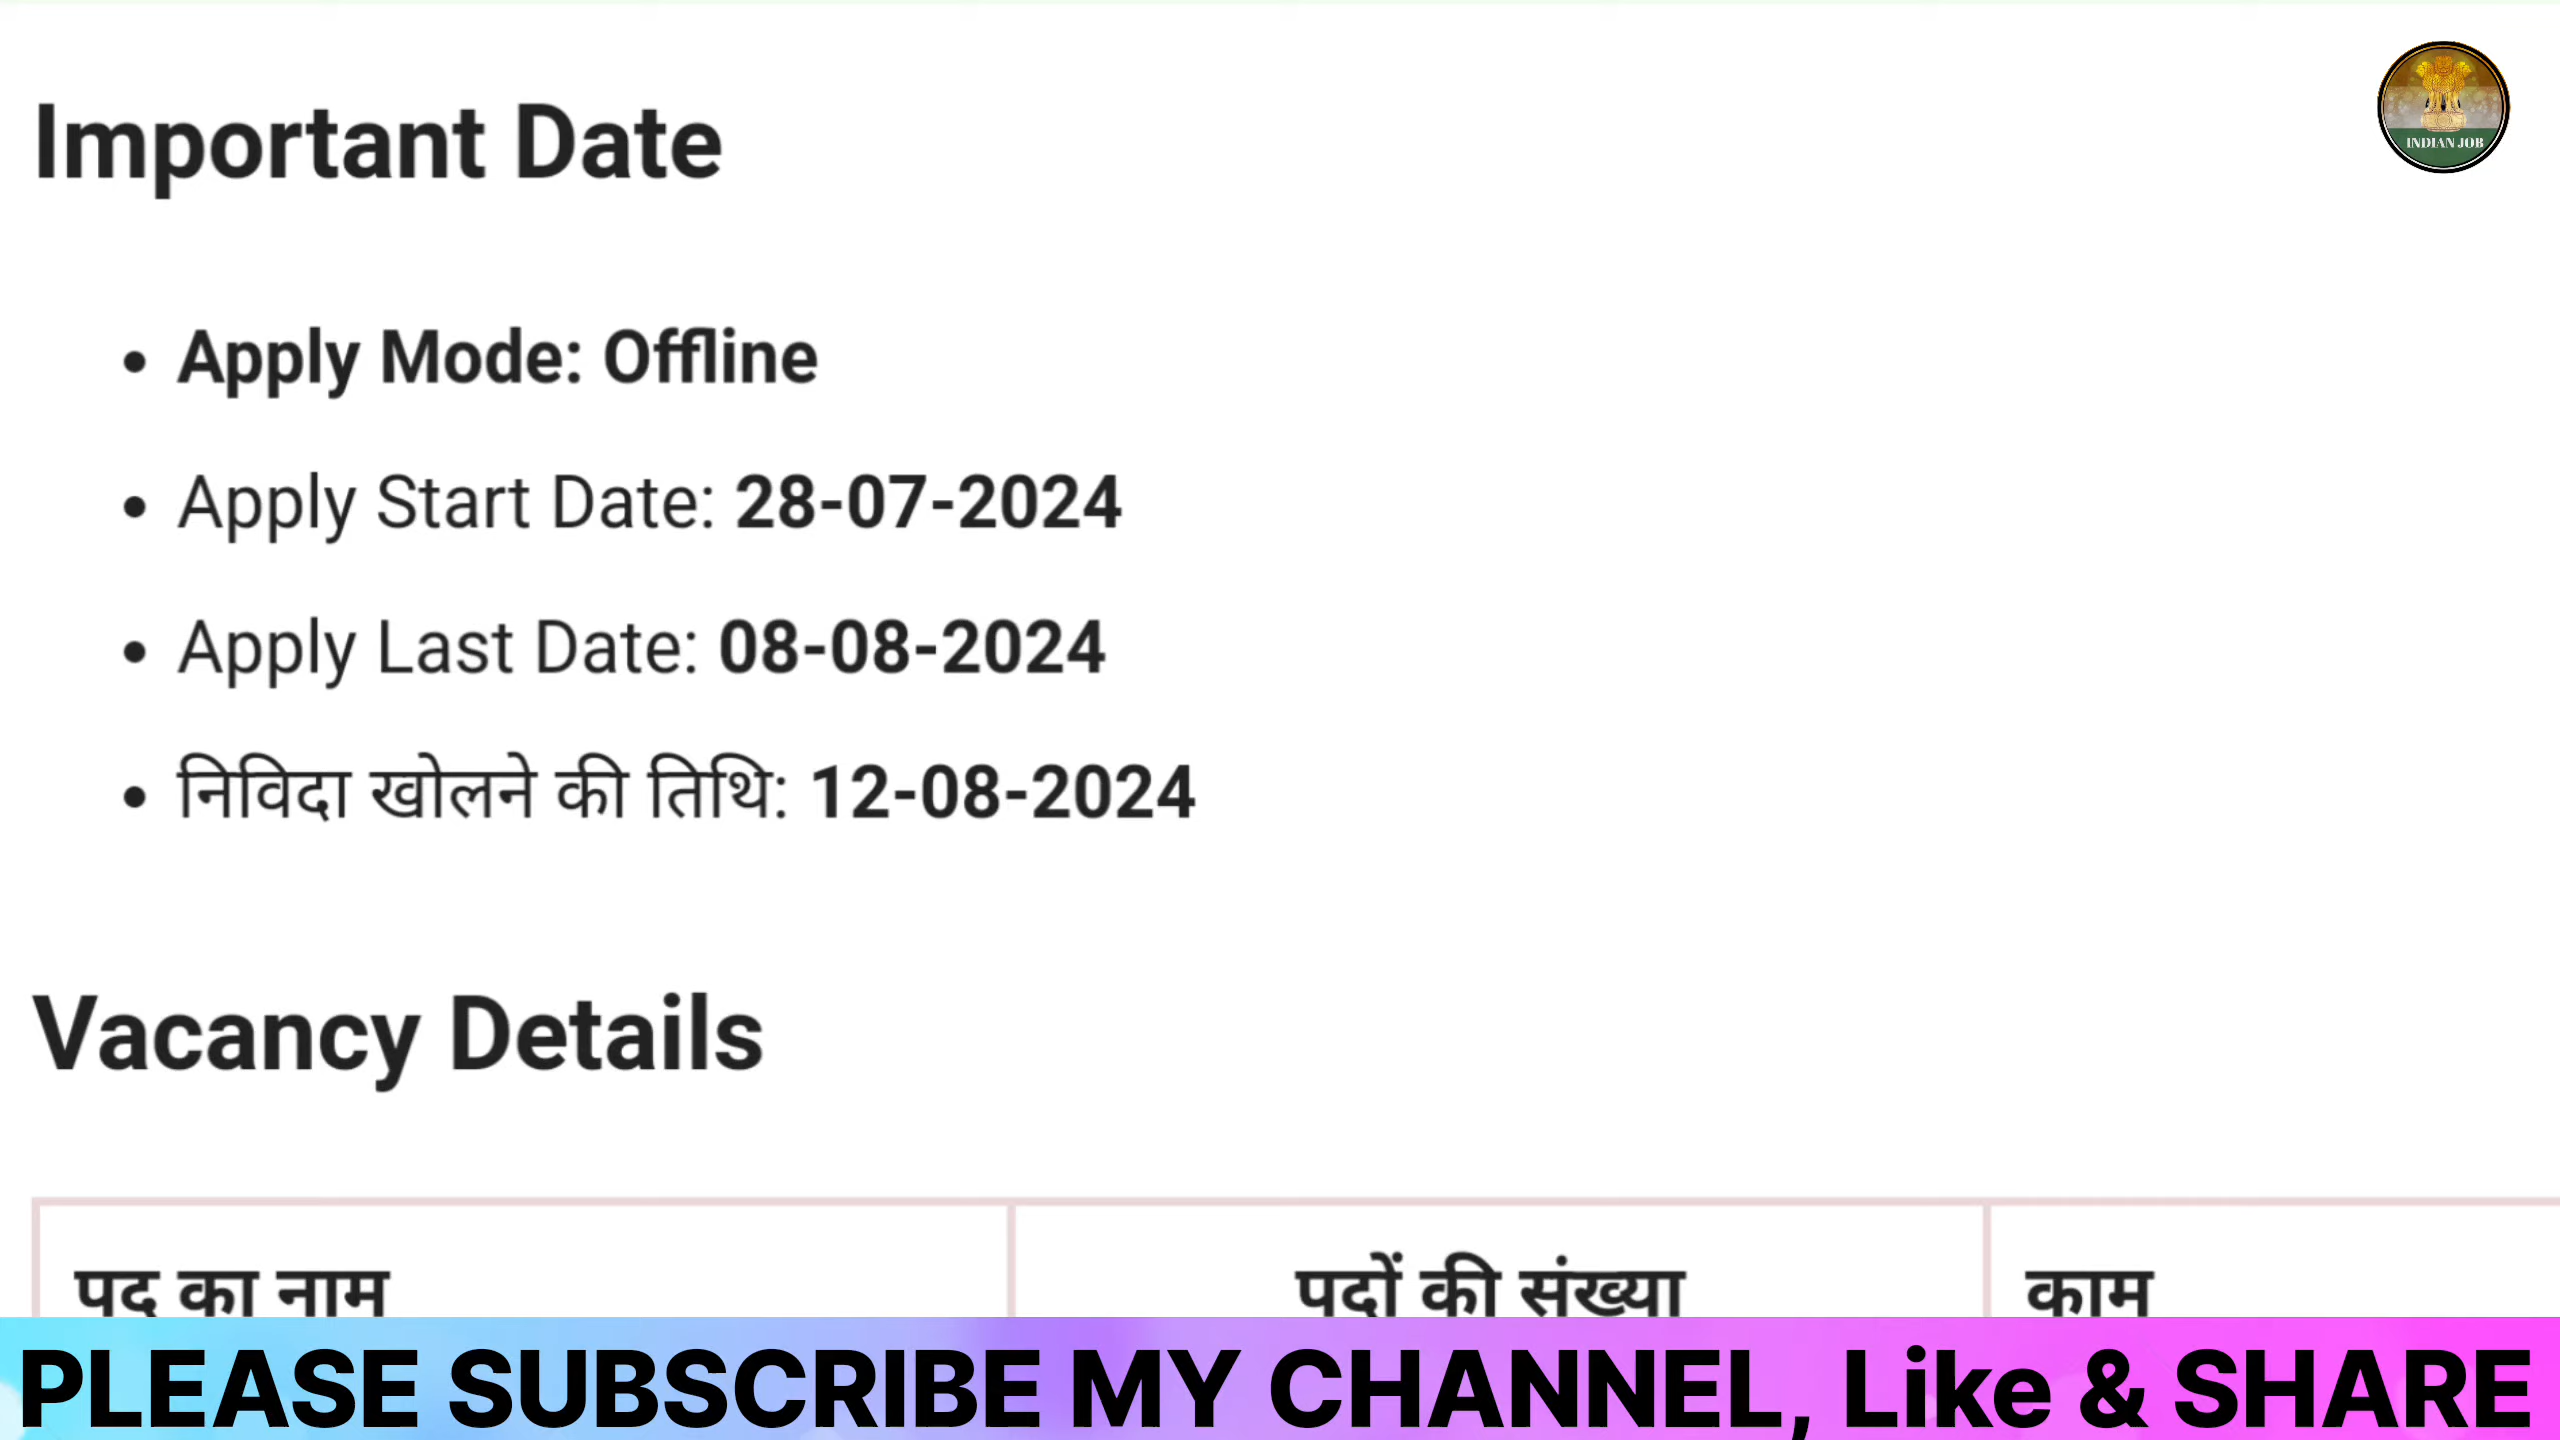 INDIAN JOB
Important Date
• Apply Mode: Offline
• Apply Start Date: 28-07-2024
• Apply Last Date: 08-08-2024
• निविदा खोलने की तिथि: 12-08-2024
Vacancy Details
पद का नाम पदों की संख्या काम
PLEASE SUBSCRIBE MY CHANNEL, Like & SHARE